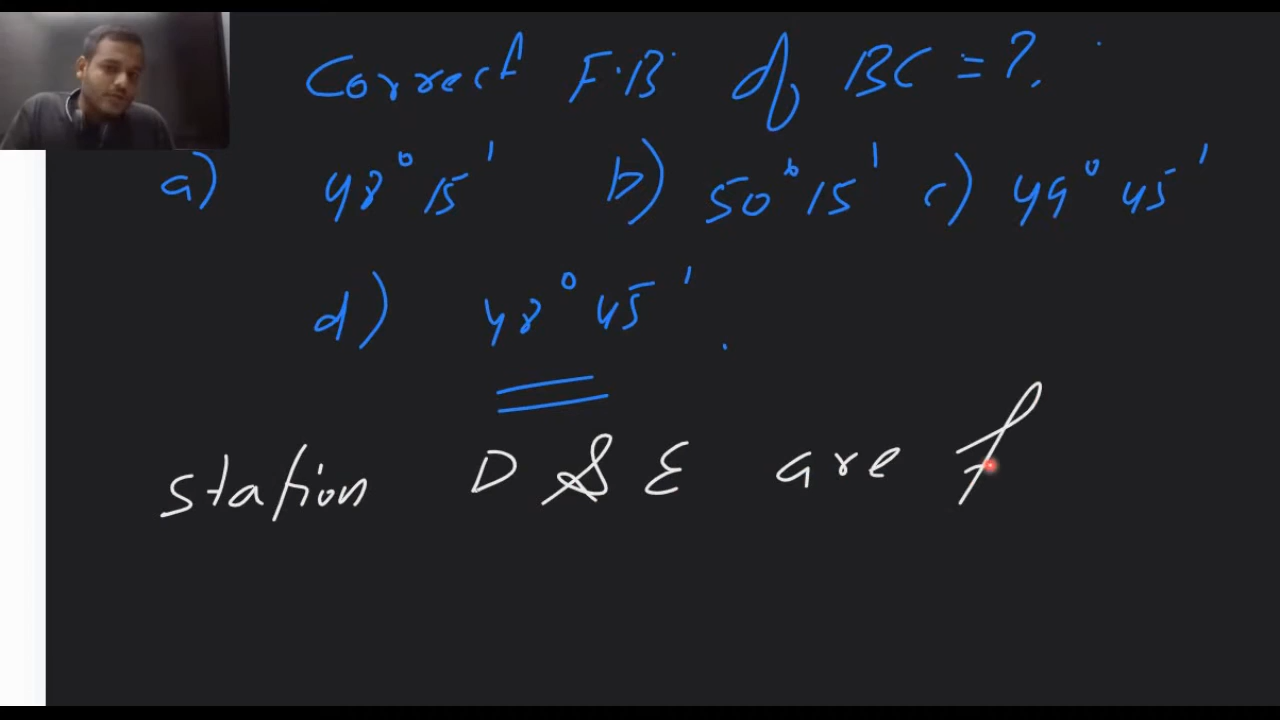 Correct F.B. of BC = ?.
a) 48° 15' b) 50° 15' c) 49° 45'
d) 48° 45'.
Station D & E are f